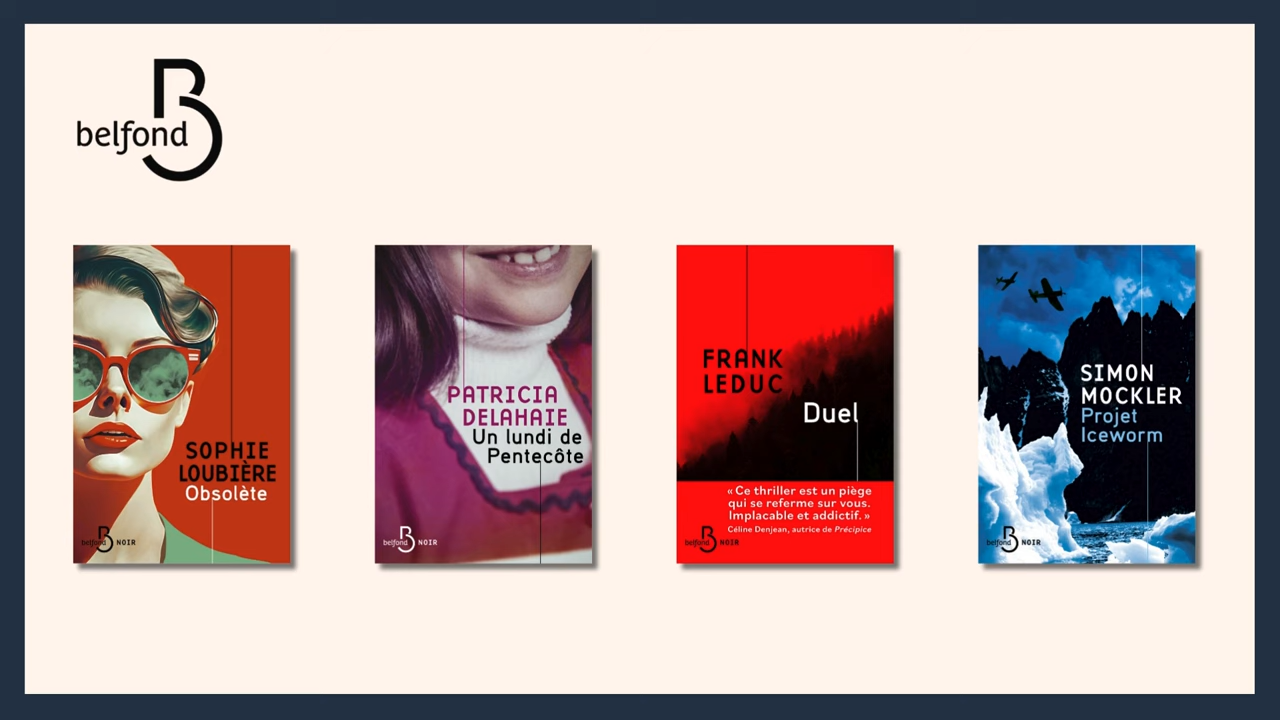 belfond
SOPHIE
LOUBIÈRE
Obsolète
belfond NOIR
PATRICIA
DELAHAIE
Un lundi de
Pentecôte
belfond NOIR
FRANK
LEDUC
Duel
« Ce thriller est un piège
qui se referme sur vous.
Implacable et addictif. »
Céline Denjean, autrice de Précipice
belfond NOIR
SIMON
MOCKLER
Projet
Iceworm
belfond NOIR